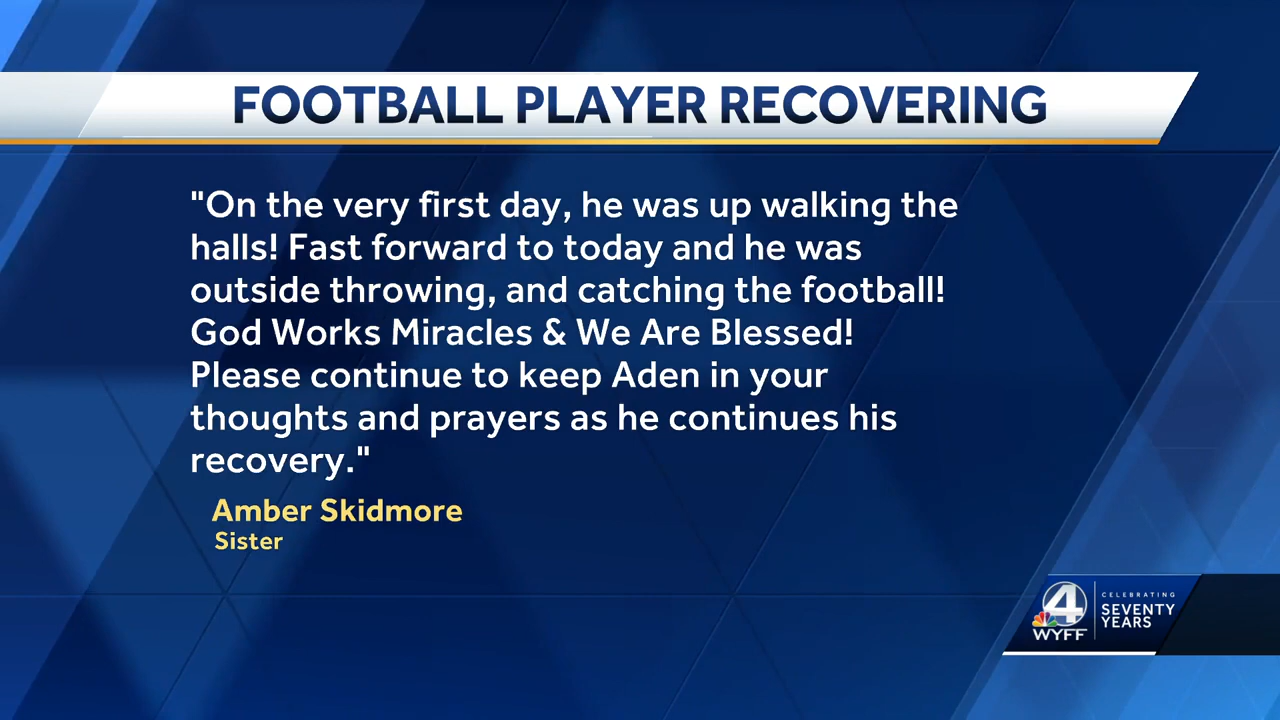 FOOTBALL PLAYER RECOVERING
"On the very first day, he was up walking the
halls! Fast forward to today and he was
outside throwing, and catching the football!
God Works Miracles & We Are Blessed!
Please continue to keep Aden in your
thoughts and prayers as he continues his
recovery."
Amber Skidmore
Sister
4
WYFF
CELEBRATING
SEVENTY
YEARS